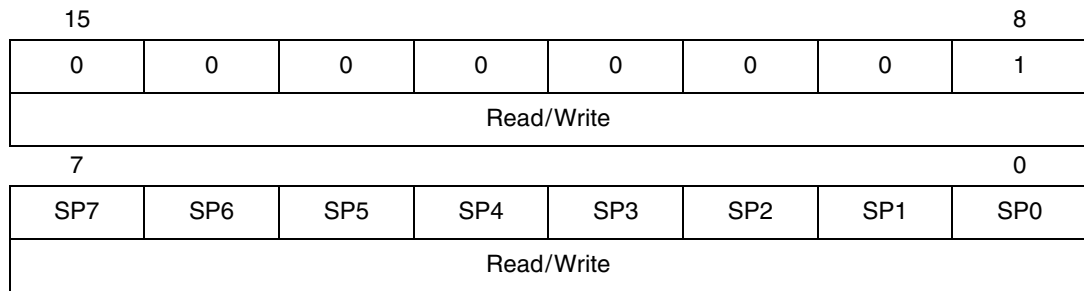 15 8
0 0 0 0 0 0 0 1
Read/Write
7 0
SP7 SP6 SP5 SP4 SP3 SP2 SP1 SP0
Read/Write